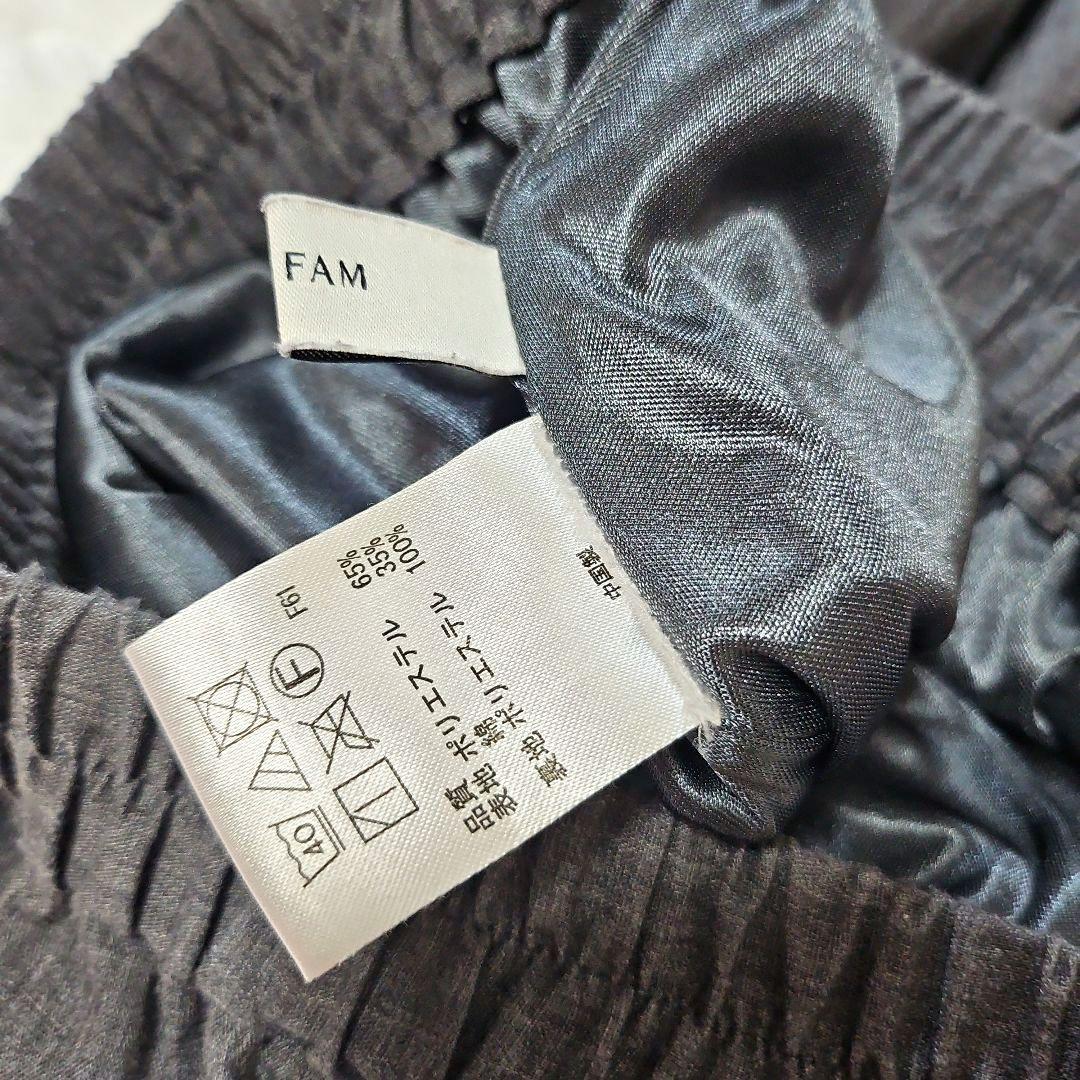 FAM
F61
F
40
品質
表地 ポリエステル 65%
綿 35%
裏地 ポリエステル 100%
中国製